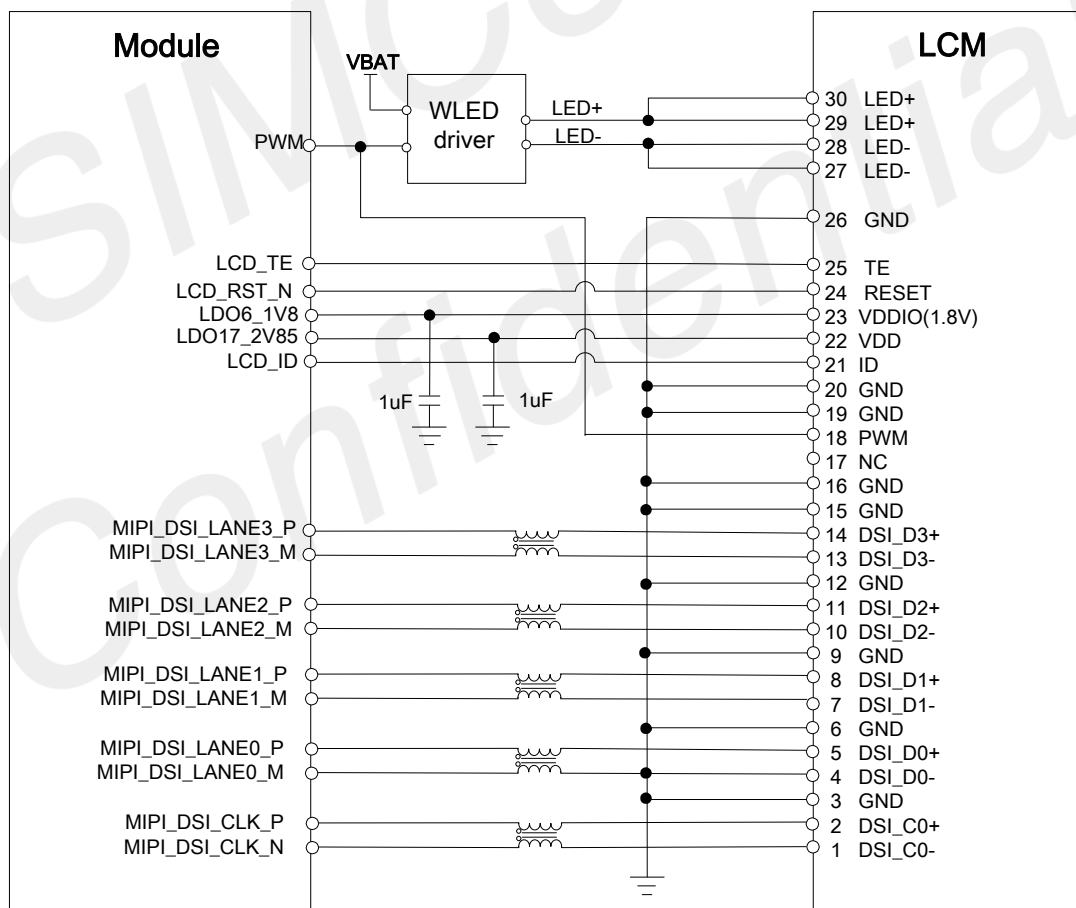 SIMCo
Confidential
Module
LCM
VBAT
WLED
driver
LED+
LED-
PWM
LCD_TE
LCD_RST_N
LDO6_1V8
LDO17_2V85
LCD_ID
1uF
1uF
MIPI_DSI_LANE3_P
MIPI_DSI_LANE3_M
MIPI_DSI_LANE2_P
MIPI_DSI_LANE2_M
MIPI_DSI_LANE1_P
MIPI_DSI_LANE1_M
MIPI_DSI_LANE0_P
MIPI_DSI_LANE0_M
MIPI_DSI_CLK_P
MIPI_DSI_CLK_N
30 LED+
29 LED+
28 LED-
27 LED-
26 GND
25 TE
24 RESET
23 VDDIO(1.8V)
22 VDD
21 ID
20 GND
19 GND
18 PWM
17 NC
16 GND
15 GND
14 DSI_D3+
13 DSI_D3-
12 GND
11 DSI_D2+
10 DSI_D2-
9 GND
8 DSI_D1+
7 DSI_D1-
6 GND
5 DSI_D0+
4 DSI_D0-
3 GND
2 DSI_C0+
1 DSI_C0-